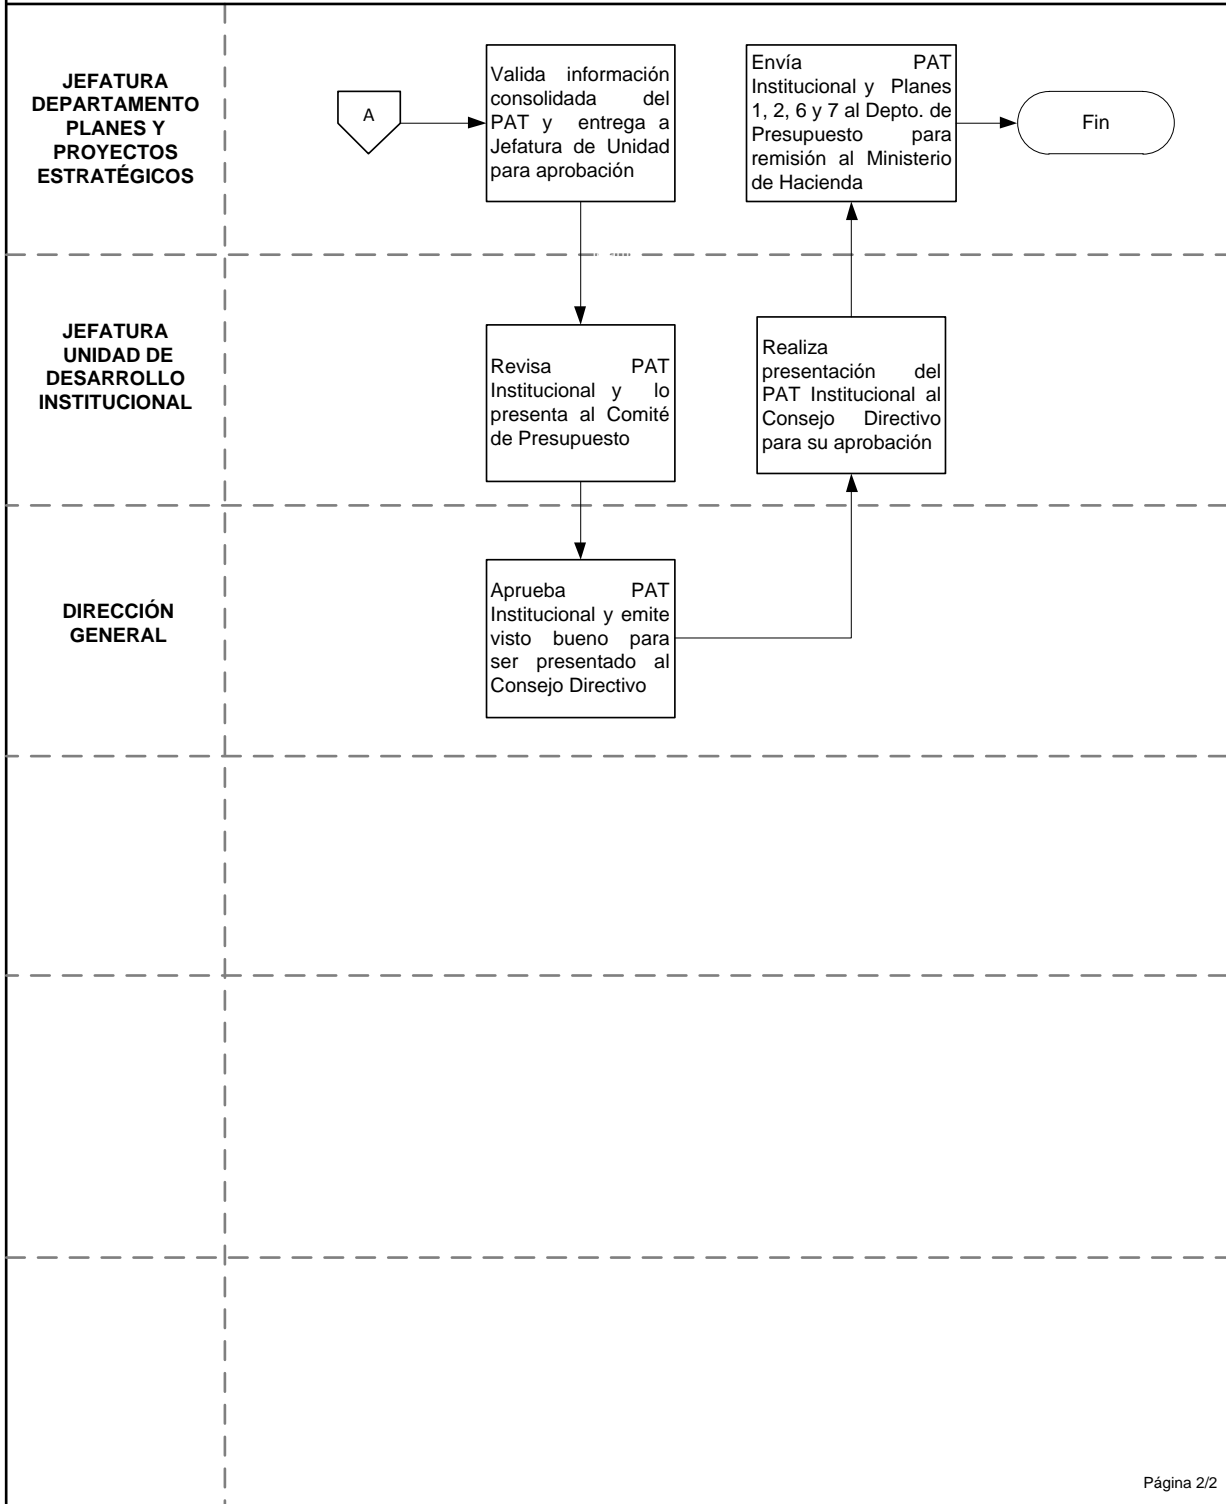 JEFATURA
DEPARTAMENTO
PLANES Y
PROYECTOS
ESTRATÉGICOS
A
Valida información
consolidada del
PAT y entrega a
Jefatura de Unidad
para aprobación
Envía PAT
Institucional y Planes
1, 2, 6 y 7 al Depto. de
Presupuesto para
remisión al Ministerio
de Hacienda
Fin
JEFATURA
UNIDAD DE
DESARROLLO
INSTITUCIONAL
Revisa PAT
Institucional y lo
presenta al Comité
de Presupuesto
Realiza
presentación del
PAT Institucional al
Consejo Directivo
para su aprobación
DIRECCIÓN
GENERAL
Aprueba PAT
Institucional y emite
visto bueno para
ser presentado al
Consejo Directivo
Página 2/2